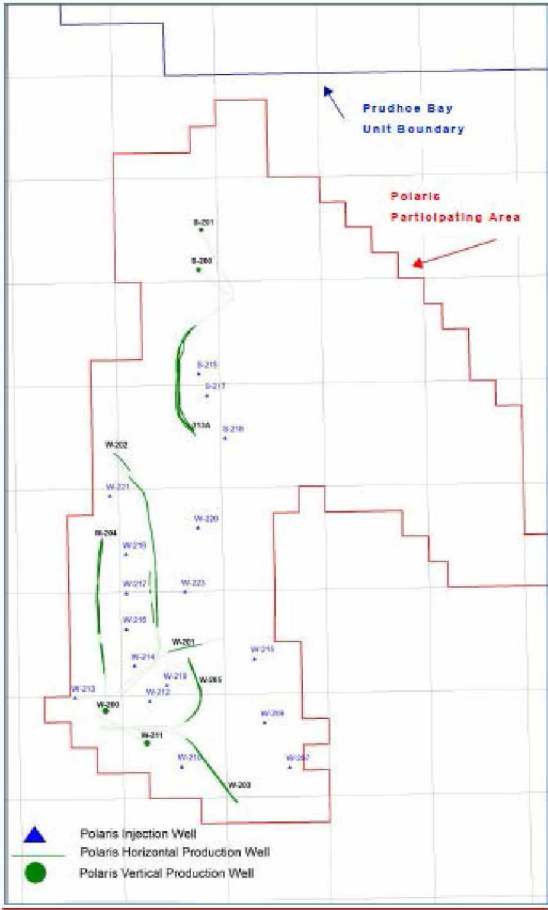 Prudhoe Bay
Unit Boundary
Polaris
Participating Area
S-201
S-200
S-215
S-217
S-213A
S-218
W-202
W-221
W-204
W-220
W-218
W-217
W-223
W-216
W-201
W-214
W-215
W-219
W-205
W-213
W-212
W-200
W-209
W-211
W-210
W-207
W-203
Polaris Injection Well
Polaris Horizontal Production Well
Polaris Vertical Production Well